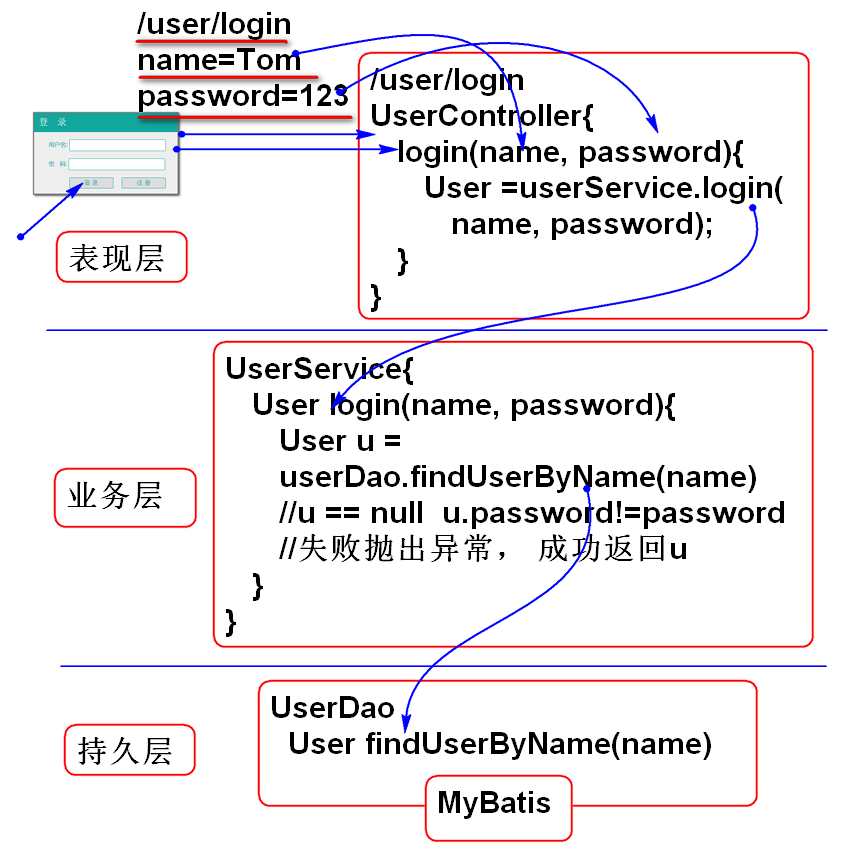 /user/login
name=Tom
password=123
登 录
用户名:
密 码:
登 录
注 册
表现层
/user/login
UserController{
login(name, password){
User =userService.login(
name, password);
}
}
业务层
UserService{
User login(name, password){
User u =
userDao.findUserByName(name)
//u == null u.password!=password
//失败抛出异常， 成功返回u
}
}
持久层
UserDao
User findUserByName(name)
MyBatis